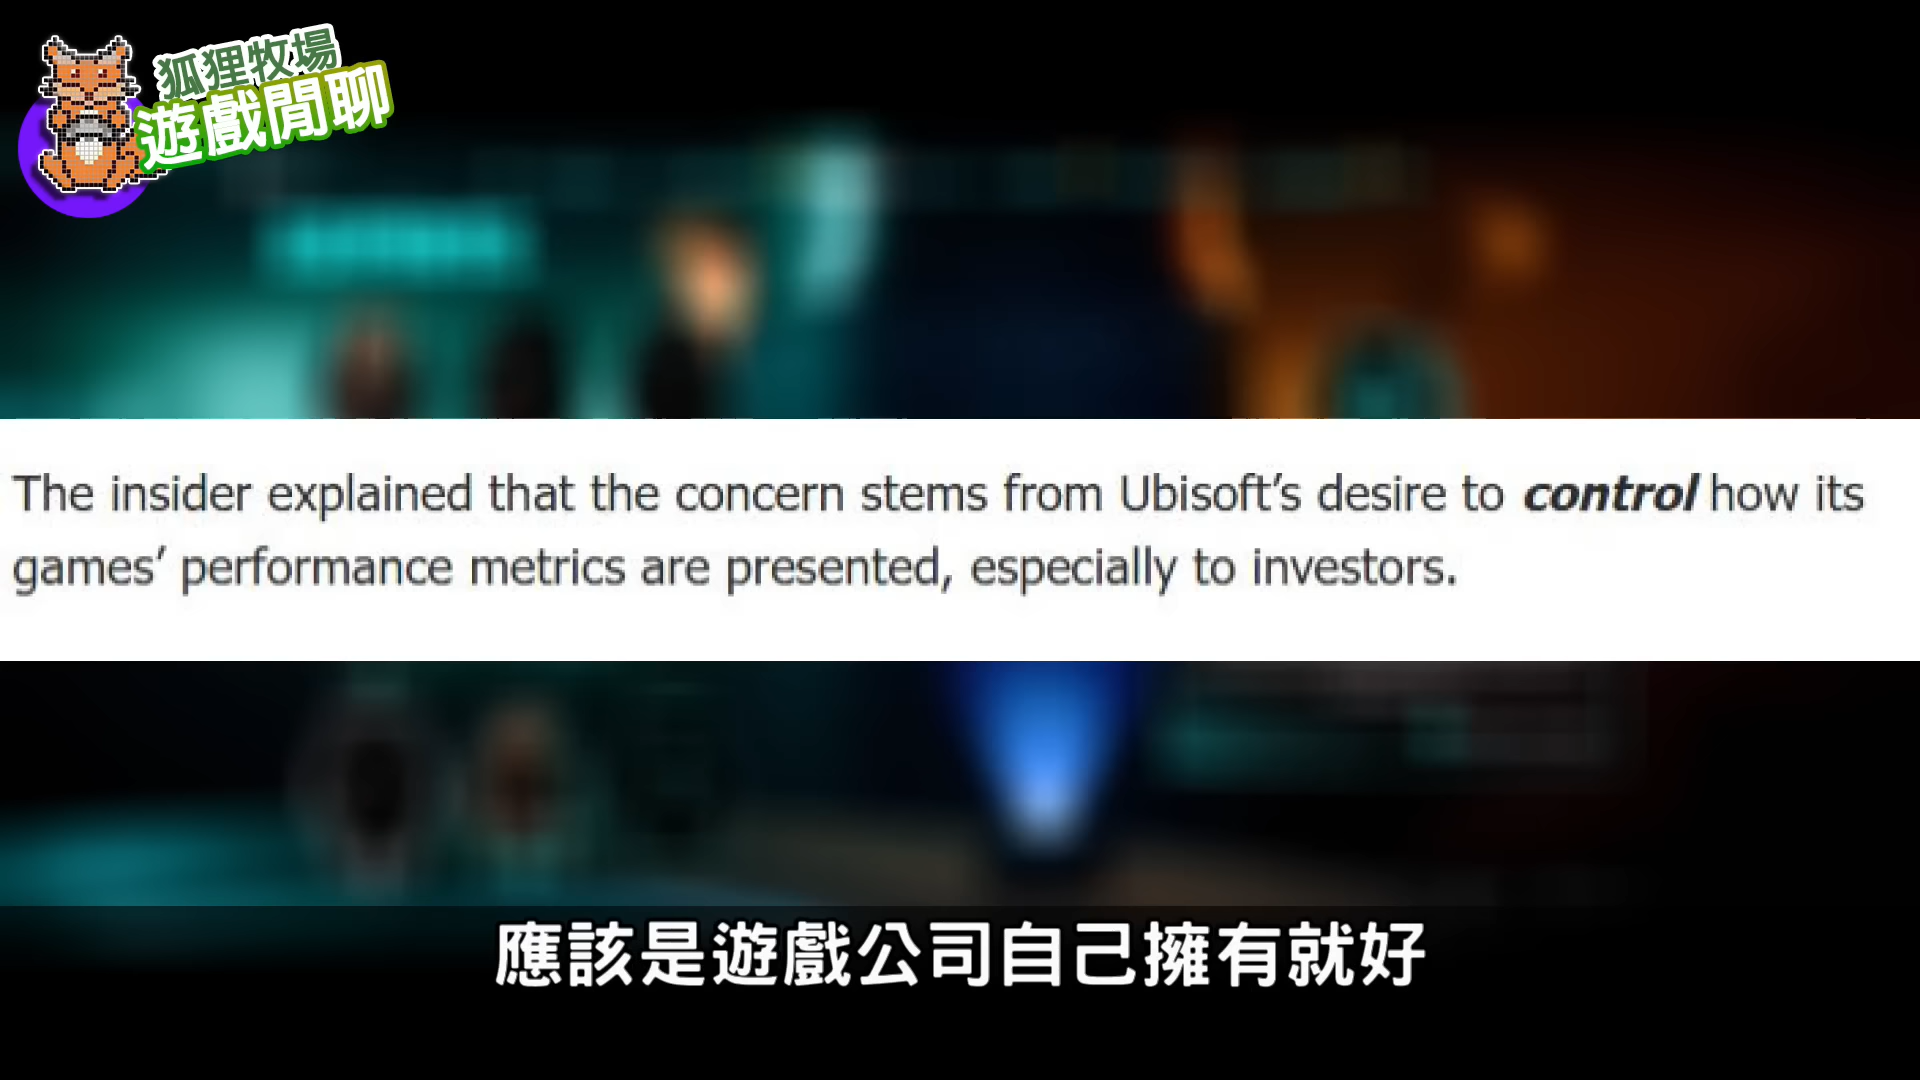 狐狸牧場
遊戲閒聊
The insider explained that the concern stems from Ubisoft’s desire to control how its
games’ performance metrics are presented, especially to investors.
應該是遊戲公司自己擁有就好